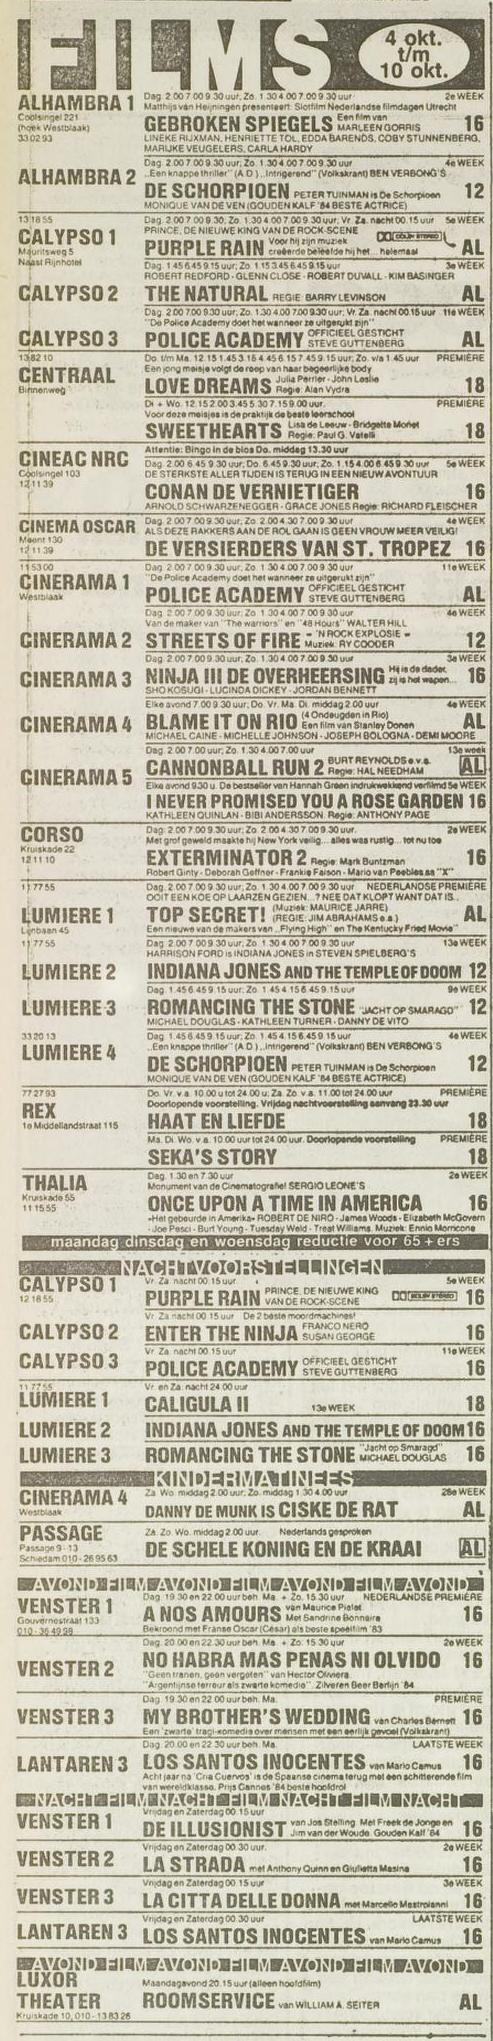 FILMS
4 okt.
t/m
10 okt.
ALHAMBRA 1
Coolsingel 221
(hoek Westblaak)
33 02 93
Dag. 2.00 7.00 9.30 uur; Zo. 1.30 4.00 7.00 9.30 uur 2e WEEK
Matthijs van Heijningen presenteert: Slotfilm Nederlandse filmdagen Utrecht
GEBROKEN SPIEGELS Een film van MARLEEN GORRIS 16
LINEKE RIJXMAN, HENRIETTE TOL, EDDA BARENDS, COBY STUNNENBERG,
MARIJKE VEUGELERS, CARLA HARDY
ALHAMBRA 2
Dag. 2.00 7.00 9.30 uur; Zo. 1.30 4.00 7.00 9.30 uur 4e WEEK
„Een knappe thriller" (A.D.) „Intrigerend" (Volkskrant) BEN VERBONG'S
DE SCHORPIOEN PETER TUINMAN is De Schorpioen 12
MONIQUE VAN DE VEN (GOUDEN KALF '84 BESTE ACTRICE)
13 18 55
CALYPSO 1
Mauritsweg 5
Naast Rijnhotel
Dag. 2.00 7.00 9.30; Zo. 1.30 4.00 7.00 9.30 uur; Vr. Za. nacht 00.15 uur 5e WEEK
PRINCE, DE NIEUWE KING VAN DE ROCK-SCENE DOLBY STEREO
PURPLE RAIN Voor hij zijn muziek creëerde beleefde hij het... helemaal AL
CALYPSO 2
Dag. 1.45 6.45 9.15 uur; Zo. 1.15 3.45 6.45 9.15 uur 3e WEEK
ROBERT REDFORD - GLENN CLOSE - ROBERT DUVALL - KIM BASINGER
THE NATURAL REGIE: BARRY LEVINSON AL
CALYPSO 3
Dag. 2.00 7.00 9.30 uur; Zo. 1.30 4.00 7.00 9.30 uur; Vr. Za. nacht 00.15 uur 11e WEEK
"De Police Academy doet het wanneer ze uitgerukt zijn"
POLICE ACADEMY OFFICIEEL GESTICHT STEVE GUTTENBERG AL
13 82 10
CENTRAAL
Binnenweg
Do. t/m Ma. 12.15 1.45 3.15 4.45 6.15 7.45 9.15 uur; Zo. v/a 1.45 uur PREMIÈRE
Een jong meisje volgt de roep van haar begeerlijke body
LOVE DREAMS Julia Perrier - John Leslie Regie: Alan Vydra 18
Di + Wo. 12.15 2.00 3.45 5.30 7.15 9.00 uur. PREMIÈRE
Voor deze meisjes is de praktijk de beste leerschool
SWEETHEARTS Lisa de Leeuw - Bridgette Monet Regie: Paul G. Vatelli 18
CINEAC NRC
Coolsingel 103
12 11 39
Attentie: Bingo in de bios Do. middag 13.30 uur
Dag. 2.00 6.45 9.30 uur; Do. 6.45 9.30 uur; Zo. 1.15 4.00 6.45 9.30 uur 5e WEEK
DE STERKSTE ALLER TIJDEN IS TERUG IN EEN NIEUW AVONTUUR
CONAN DE VERNIETIGER 16
ARNOLD SCHWARZENEGGER - GRACE JONES Regie: RICHARD FLEISCHER
CINEMA OSCAR
Meent 130
12 11 39
Dag. 2.00 7.00 9.30 uur; Zo. 2.00 4.30 7.00 9.30 uur 4e WEEK
ALS DEZE RAKKERS AAN DE ROL GAAN IS GEEN VROUW MEER VEILIG!
DE VERSIERDERS VAN ST. TROPEZ 16
11 53 00
CINERAMA 1
Westblaak
Dag. 2.00 7.00 9.30 uur; Zo. 1.30 4.00 7.00 9.30 uur 11e WEEK
"De Police Academy doet het wanneer ze uitgerukt zijn"
POLICE ACADEMY OFFICIEEL GESTICHT STEVE GUTTENBERG AL
CINERAMA 2
Dag. 2.00 7.00 9.30 uur; Zo. 1.30 4.00 7.00 9.30 uur 4e WEEK
Van de maker van "The warriors" en "48 Hours" WALTER HILL
STREETS OF FIRE - 'N ROCK EXPLOSIE - Muziek: RY COODER 12
CINERAMA 3
Dag. 2.00 7.00 9.30 uur; Zo. 1.30 4.00 7.00 9.30 uur 3e WEEK
NINJA III DE OVERHEERSING Hij is de dader, zij is het wapen... 16
SHO KOSUGI - LUCINDA DICKEY - JORDAN BENNETT
CINERAMA 4
Elke avond 7.00 9.30 uur; Do. Vr. Ma. Di. middag 2.00 uur 4e WEEK
BLAME IT ON RIO (4 Ondeugden in Rio) Een film van Stanley Donen AL
MICHAEL CAINE - MICHELLE JOHNSON - JOSEPH BOLOGNA - DEMI MOORE
CINERAMA 5
Dag. 2.00 7.00 uur; Zo. 1.30 4.00 7.00 uur 13e week
CANNONBALL RUN 2 BURT REYNOLDS e.v.a. Regie: HAL NEEDHAM AL
Elke avond 9.30 u. De bestseller van Hannah Green indrukwekkend verfilmd 5e WEEK
I NEVER PROMISED YOU A ROSE GARDEN 16
KATHLEEN QUINLAN - BIBI ANDERSSON. Regie: ANTHONY PAGE
CORSO
Kruiskade 22
12 11 10
Dag. 2.00 7.00 9.30 uur; Zo. 2.00 4.30 7.00 9.30 uur. 2e WEEK
Met grof geweld maakte hij New York veilig... alles was rustig... tot nu toe
EXTERMINATOR 2 Regie: Mark Buntzman 16
Robert Ginty - Deborah Geffner - Frankie Faison - Mario van Peebles as "X"
11 77 55
LUMIERE 1
Lijnbaan 45
Dag. 2.00 7.00 9.30 uur; Zo. 1.30 4.00 7.00 9.30 uur NEDERLANDSE PREMIÈRE
OOIT EEN KOE OP LAARZEN GEZIEN...? NEE DAT KLOPT WANT DAT IS..
TOP SECRET! (Muziek: MAURICE JARRE) (REGIE: JIM ABRAHAMS e.a.) AL
Een nieuwe van de makers van „Flying High" en The Kentucky Fried Movie"
11 77 55
LUMIERE 2
Dag. 2.00 7.00 9.30 uur; Zo. 1.30 4.00 7.00 9.30 uur 13e WEEK
HARRISON FORD is INDIANA JONES in STEVEN SPIELBERG'S
INDIANA JONES AND THE TEMPLE OF DOOM 12
LUMIERE 3
Dag. 1.45 6.45 9.15 uur; Zo. 1.45 4.15 6.45 9.15 uur 9e WEEK
ROMANCING THE STONE "JACHT OP SMARAGD" 12
MICHAEL DOUGLAS - KATHLEEN TURNER - DANNY DE VITO
33 20 13
LUMIERE 4
Dag. 1.45 6.45 9.15 uur; Zo. 1.45 4.15 6.45 9.15 uur 4e WEEK
„Een knappe thriller" (A.D.) „Intrigerend" (Volkskrant) BEN VERBONG'S
DE SCHORPIOEN PETER TUINMAN is De Schorpioen 12
MONIQUE VAN DE VEN (GOUDEN KALF '84 BESTE ACTRICE)
77 27 93
REX
1e Middellandstraat 115
Do. Vr. v.a. 10.00 u tot 24.00 u; Za. Zo. v.a. 11.00 tot 24.00 uur PREMIÈRE
Doorlopende voorstelling. Vrijdag nachtvoorstelling aanvang 23.30 uur
HAAT EN LIEFDE 18
Ma. Di. Wo. v.a. 10.00 uur tot 24.00 uur. Doorlopende voorstelling PREMIÈRE
SEKA'S STORY 18
THALIA
Kruiskade 55
11 15 55
Dag. 1.30 en 7.30 uur 2e WEEK
Monument van de Cinematografie! SERGIO LEONE'S
ONCE UPON A TIME IN AMERICA 16
«Het gebeurde in Amerika» ROBERT DE NIRO - James Woods - Elizabeth McGovern
- Joe Pesci - Burt Young - Tuesday Weld - Treat Williams. Muziek: Ennio Morricone
maandag dinsdag en woensdag reductie voor 65 + ers
NACHTVOORSTELLINGEN
CALYPSO 1
12 18 55
Vr. Za. nacht 00.15 uur 5e WEEK
PURPLE RAIN PRINCE, DE NIEUWE KING VAN DE ROCK-SCENE DOLBY STEREO 16
CALYPSO 2
Vr. Za nacht 00.15 uur De 2 beste moordmachines!
ENTER THE NINJA FRANCO NERO SUSAN GEORGE 16
CALYPSO 3
Vr. Za. nacht 00.15 uur 11e WEEK
POLICE ACADEMY OFFICIEEL GESTICHT STEVE GUTTENBERG 16
11 77 55
LUMIERE 1
Vr. en Za. nacht 24.00 uur
CALIGULA II 13e WEEK 18
LUMIERE 2
INDIANA JONES AND THE TEMPLE OF DOOM 16
LUMIERE 3
ROMANCING THE STONE "Jacht op Smaragd" MICHAEL DOUGLAS 16
KINDERMATINEES
CINERAMA 4
Westblaak
Za. Wo. middag 2.00 uur; Zo. middag 1.30 4.00 uur 28e WEEK
DANNY DE MUNK IS CISKE DE RAT AL
PASSAGE
Passage 9 - 13
Schiedam 010 - 26 95 63
Za. Zo. Wo. middag 2.00 uur. Nederlands gesproken
DE SCHELE KONING EN DE KRAAI AL
AVOND FILM AVOND FILM AVOND FILM AVOND
VENSTER 1
Gouvernestraat 133
010 - 36 49 98
Dag. 19.30 en 22.00 uur beh. Ma. + Zo. 15.30 uur NEDERLANDSE PREMIÈRE
A NOS AMOURS van Maurice Pialat Met Sandrine Bonnaire 16
Bekroond met Franse Oscar (César) als beste speelfilm '83
VENSTER 2
Dag. 20.00 en 22.30 uur beh. Ma. + Zo. 15.30 uur 2e WEEK
NO HABRA MAS PENAS NI OLVIDO 16
"Geen tranen, geen vergeten" van Hector Olivera.
"Argentijnse terreur als zwarte komedie". Zilveren Beer Berlijn '84
VENSTER 3
Dag. 19.30 en 22.00 uur beh. Ma. PREMIÈRE
MY BROTHER'S WEDDING van Charles Bernett 16
Een 'zwarte' tragi-komedie over mensen met een eerlijk gevoel (Volkskrant)
LANTAREN 3
Dag. 20.00 en 22.30 uur beh. Ma. LAATSTE WEEK
LOS SANTOS INOCENTES van Mario Camus 16
Acht jaar na 'Cria Cuervos' is de Spaanse cinema terug met een schitterende film
van wereldklasse. Prijs Cannes '84 beste hoofdrol
NACHT FILM NACHT FILM NACHT FILM NACHT
VENSTER 1
Vrijdag en Zaterdag 00.15 uur
DE ILLUSIONIST van Jos Stelling. Met Freek de Jonge en Jim van der Woude. Gouden Kalf '84 16
VENSTER 2
Vrijdag en Zaterdag 00.30 uur. 2e WEEK
LA STRADA met Anthony Quinn en Giulietta Masina 16
VENSTER 3
Vrijdag en Zaterdag 00.15 uur 3e WEEK
LA CITTA DELLE DONNA met Marcello Mastroianni 16
LANTAREN 3
Vrijdag en Zaterdag 00.30 uur LAATSTE WEEK
LOS SANTOS INOCENTES van Mario Camus 16
AVOND FILM AVOND FILM AVOND FILM AVOND
LUXOR
THEATER
Kruiskade 10, 010 - 13 83 26
Maandagavond 20.15 uur (alleen hoofdfilm)
ROOMSERVICE van WILLIAM A. SEITER AL